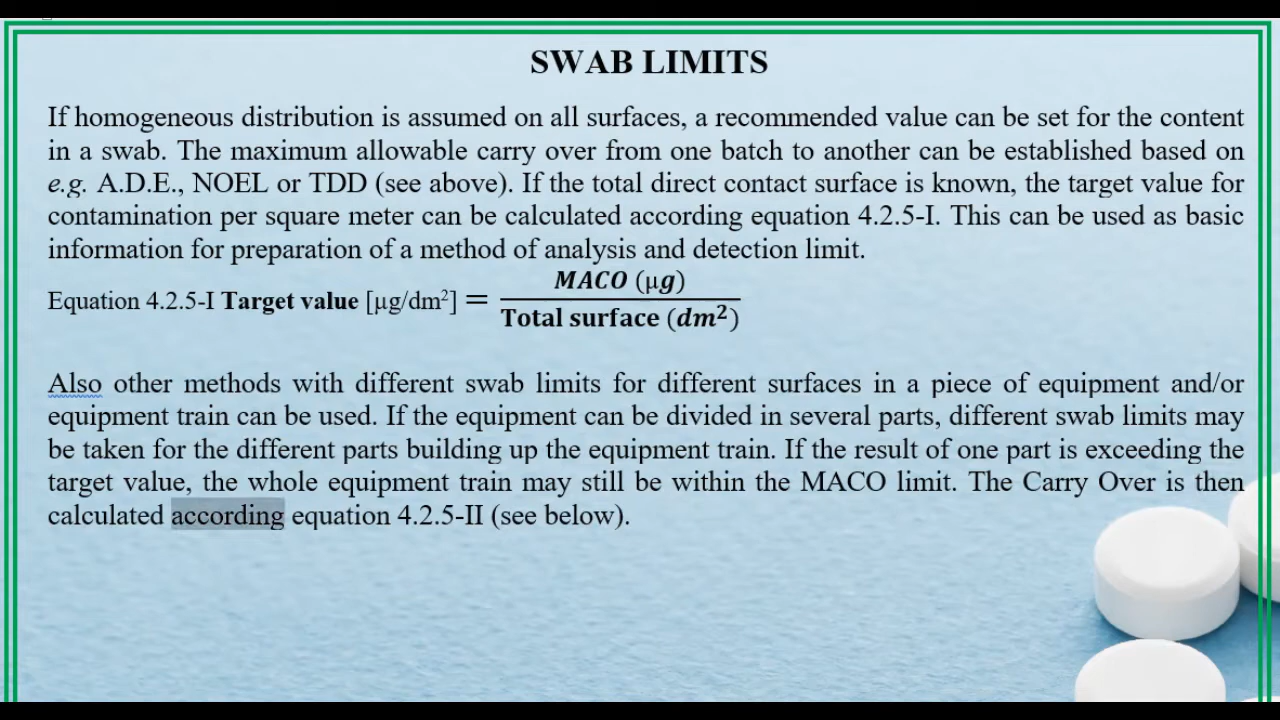 SWAB LIMITS
If homogeneous distribution is assumed on all surfaces, a recommended value can be set for the content
in a swab. The maximum allowable carry over from one batch to another can be established based on
e.g. A.D.E., NOEL or TDD (see above). If the total direct contact surface is known, the target value for
contamination per square meter can be calculated according equation 4.2.5-I. This can be used as basic
information for preparation of a method of analysis and detection limit.
Equation 4.2.5-I Target value [µg/dm²] = MACO (µg) / Total surface (dm²)
Also other methods with different swab limits for different surfaces in a piece of equipment and/or
equipment train can be used. If the equipment can be divided in several parts, different swab limits may
be taken for the different parts building up the equipment train. If the result of one part is exceeding the
target value, the whole equipment train may still be within the MACO limit. The Carry Over is then
calculated according equation 4.2.5-II (see below).